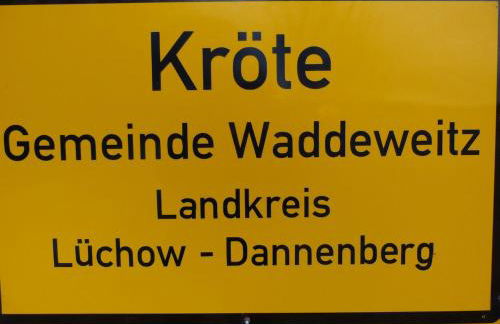 Kröte
Gemeinde Waddeweitz
Landkreis
Lüchow - Dannenberg